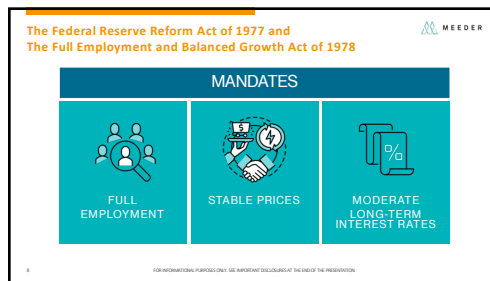 The Federal Reserve Reform Act of 1977 and
The Full Employment and Balanced Growth Act of 1978
MEEDER
MANDATES
$
%
FULL
EMPLOYMENT
STABLE PRICES
MODERATE
LONG-TERM
INTEREST RATES
FOR INFORMATIONAL PURPOSES ONLY. SEE IMPORTANT DISCLOSURES AT THE END OF THE PRESENTATION.